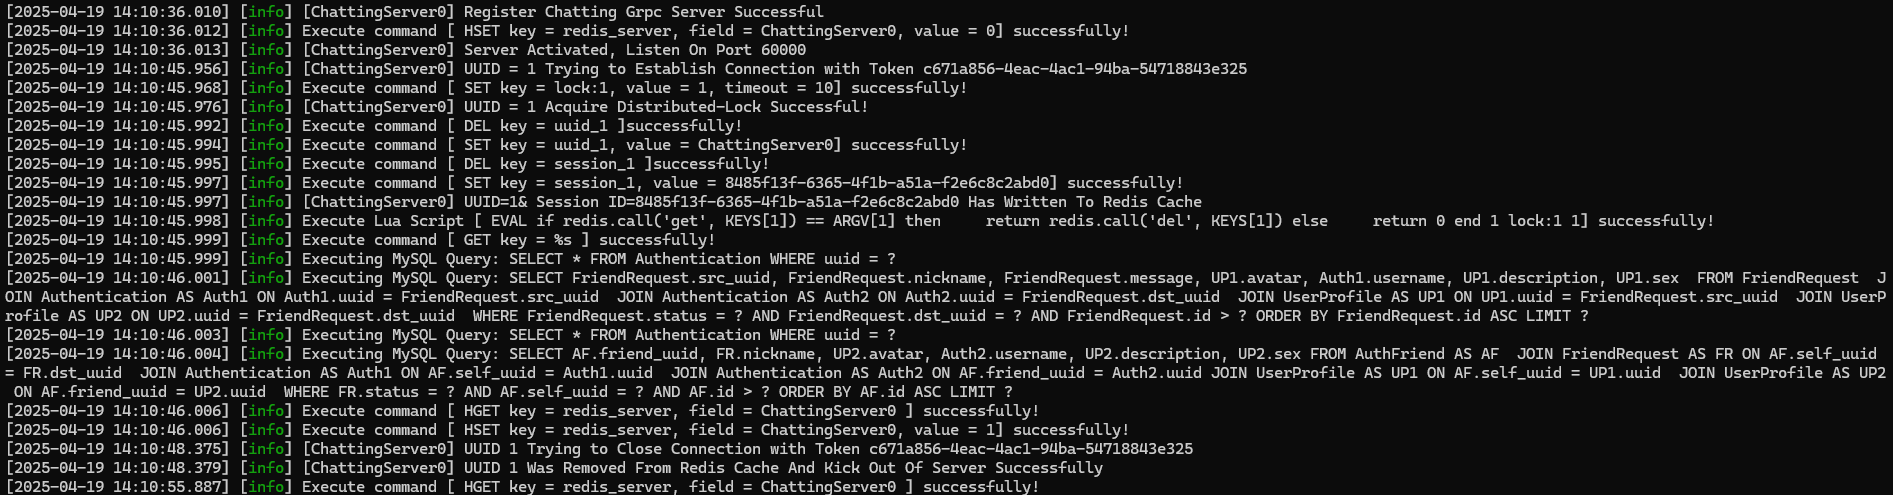 [2025-04-19 14:10:36.010] [info] [ChattingServer0] Register Chatting Grpc Server Successful
[2025-04-19 14:10:36.012] [info] Execute command [ HSET key = redis_server, field = ChattingServer0, value = 0] successfully!
[2025-04-19 14:10:36.013] [info] [ChattingServer0] Server Activated, Listen On Port 60000
[2025-04-19 14:10:45.956] [info] [ChattingServer0] UUID = 1 Trying to Establish Connection with Token c671a856-4eac-4ac1-94ba-54718843e325
[2025-04-19 14:10:45.968] [info] Execute command [ SET key = lock:1, value = 1, timeout = 10] successfully!
[2025-04-19 14:10:45.976] [info] [ChattingServer0] UUID = 1 Acquire Distributed-Lock Successful!
[2025-04-19 14:10:45.992] [info] Execute command [ DEL key = uuid_1 ]successfully!
[2025-04-19 14:10:45.994] [info] Execute command [ SET key = uuid_1, value = ChattingServer0] successfully!
[2025-04-19 14:10:45.995] [info] Execute command [ DEL key = session_1 ]successfully!
[2025-04-19 14:10:45.997] [info] Execute command [ SET key = session_1, value = 8485f13f-6365-4f1b-a51a-f2e6c8c2abd0] successfully!
[2025-04-19 14:10:45.997] [info] [ChattingServer0] UUID=1& Session ID=8485f13f-6365-4f1b-a51a-f2e6c8c2abd0 Has Written To Redis Cache
[2025-04-19 14:10:45.998] [info] Execute Lua Script [ EVAL if redis.call('get', KEYS[1]) == ARGV[1] then     return redis.call('del', KEYS[1]) else     return 0 end 1 lock:1 1] successfully!
[2025-04-19 14:10:45.999] [info] Execute command [ GET key = %s ] successfully!
[2025-04-19 14:10:45.999] [info] Executing MySQL Query: SELECT * FROM Authentication WHERE uuid = ?
[2025-04-19 14:10:46.001] [info] Executing MySQL Query: SELECT FriendRequest.src_uuid, FriendRequest.nickname, FriendRequest.message, UP1.avatar, Auth1.username, UP1.description, UP1.sex  FROM FriendRequest  J
OIN Authentication AS Auth1 ON Auth1.uuid = FriendRequest.src_uuid  JOIN Authentication AS Auth2 ON Auth2.uuid = FriendRequest.dst_uuid  JOIN UserProfile AS UP1 ON UP1.uuid = FriendRequest.src_uuid  JOIN UserP
rofile AS UP2 ON UP2.uuid = FriendRequest.dst_uuid  WHERE FriendRequest.status = ? AND FriendRequest.dst_uuid = ? AND FriendRequest.id > ? ORDER BY FriendRequest.id ASC LIMIT ?
[2025-04-19 14:10:46.003] [info] Executing MySQL Query: SELECT * FROM Authentication WHERE uuid = ?
[2025-04-19 14:10:46.004] [info] Executing MySQL Query: SELECT AF.friend_uuid, FR.nickname, UP2.avatar, Auth2.username, UP2.description, UP2.sex FROM AuthFriend AS AF  JOIN FriendRequest AS FR ON AF.self_uuid
= FR.dst_uuid  JOIN Authentication AS Auth1 ON AF.self_uuid = Auth1.uuid  JOIN Authentication AS Auth2 ON AF.friend_uuid = Auth2.uuid JOIN UserProfile AS UP1 ON AF.self_uuid = UP1.uuid  JOIN UserProfile AS UP2
 ON AF.friend_uuid = UP2.uuid  WHERE FR.status = ? AND AF.self_uuid = ? AND AF.id > ? ORDER BY AF.id ASC LIMIT ?
[2025-04-19 14:10:46.006] [info] Execute command [ HGET key = redis_server, field = ChattingServer0 ] successfully!
[2025-04-19 14:10:46.006] [info] Execute command [ HSET key = redis_server, field = ChattingServer0, value = 1] successfully!
[2025-04-19 14:10:48.375] [info] [ChattingServer0] UUID 1 Trying to Close Connection with Token c671a856-4eac-4ac1-94ba-54718843e325
[2025-04-19 14:10:48.379] [info] [ChattingServer0] UUID 1 Was Removed From Redis Cache And Kick Out Of Server Successfully
[2025-04-19 14:10:55.887] [info] Execute command [ HGET key = redis_server, field = ChattingServer0 ] successfully!